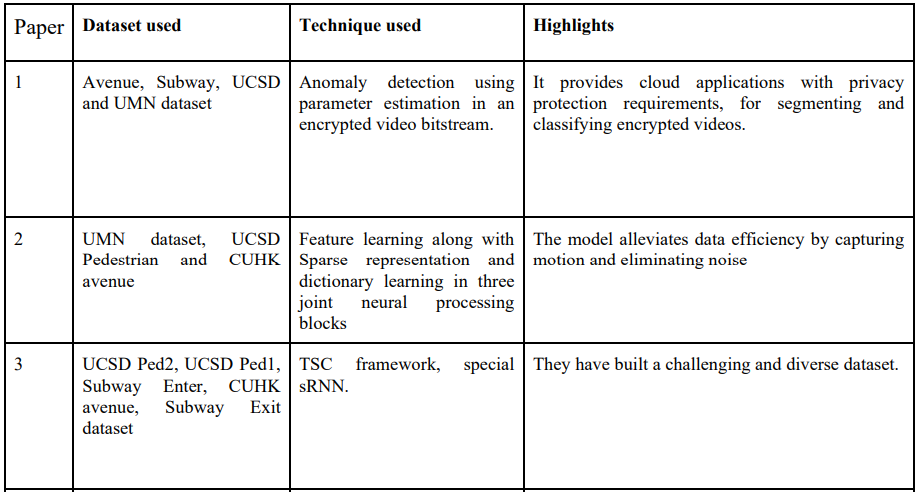 Paper Dataset used Technique used Highlights
1 Avenue, Subway, UCSD Anomaly detection using It provides cloud applications with privacy
and UMN dataset parameter estimation in an protection requirements, for segmenting and
encrypted video bitstream. classifying encrypted videos.
2 UMN dataset, UCSD Feature learning along with The model alleviates data efficiency by capturing
Pedestrian and CUHK Sparse representation and motion and eliminating noise
avenue dictionary learning in three
joint neural processing
blocks
3 UCSD Ped2, UCSD Ped1, TSC framework, special They have built a challenging and diverse dataset.
Subway Enter, CUHK sRNN.
avenue, Subway Exit
dataset